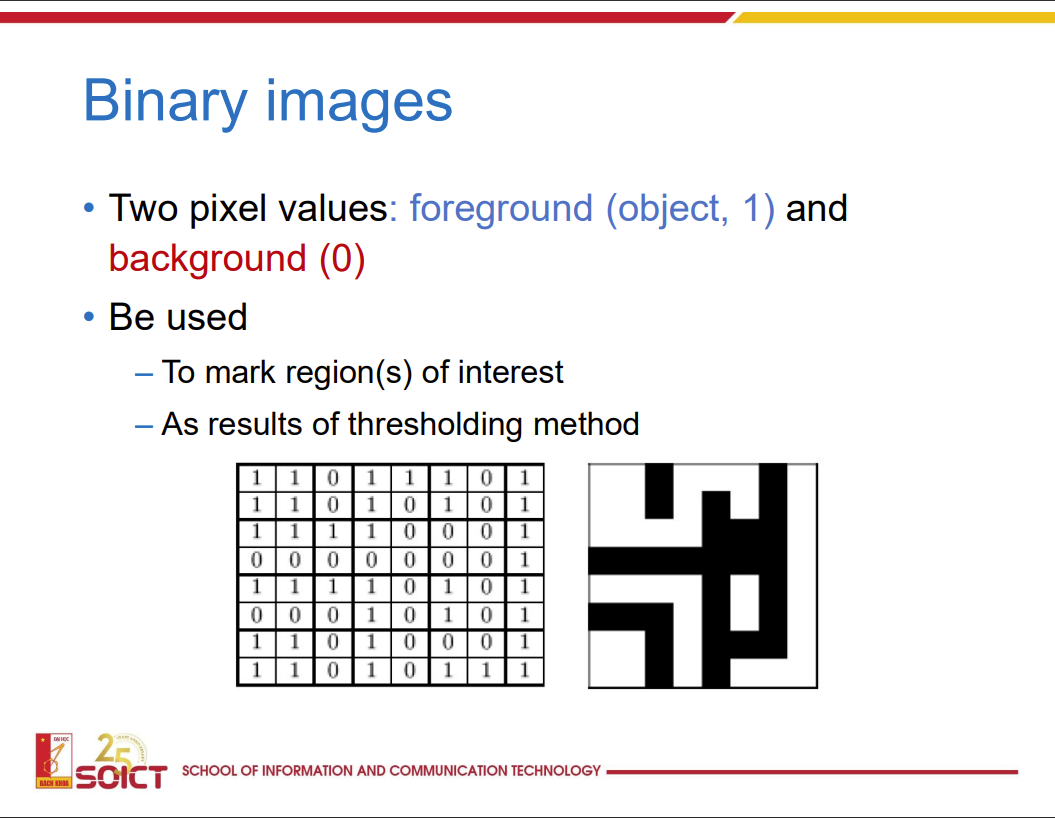 Binary images
• Two pixel values: foreground (object, 1) and
background (0)
• Be used
– To mark region(s) of interest
– As results of thresholding method
1 1 0 1 1 1 0 1
1 1 0 1 0 1 0 1
1 1 1 1 0 0 0 1
0 0 0 0 0 0 0 1
1 1 1 1 0 1 0 1
0 0 0 1 0 1 0 1
1 1 0 1 0 0 0 1
1 1 0 1 0 1 1 1
ĐẠI HỌC
BÁCH KHOA
25
SOICT
SCHOOL OF INFORMATION AND COMMUNICATION TECHNOLOGY